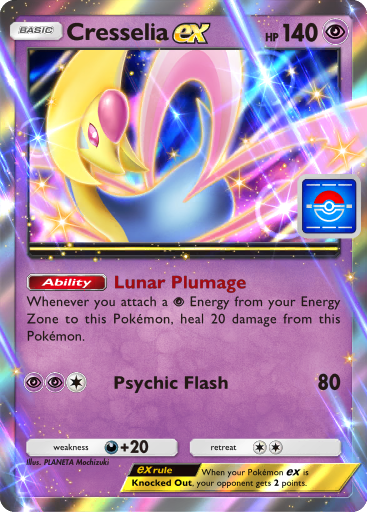 BASIC Cresselia ex HP 140
Ability Lunar Plumage
Whenever you attach a Energy from your Energy
Zone to this Pokémon, heal 20 damage from this
Pokémon.
Psychic Flash 80
weakness +20 retreat
Illus. PLANETA Mochizuki
ex rule When your Pokémon ex is
Knocked Out, your opponent gets 2 points.